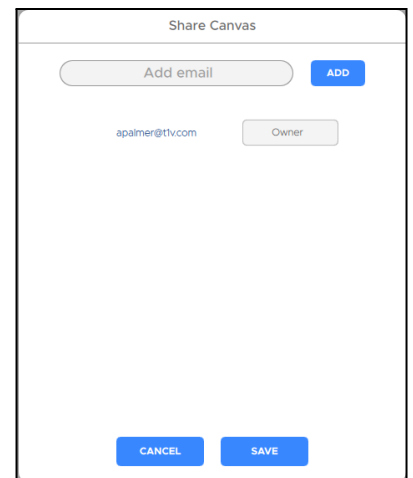 Share Canvas
Add email ADD
apalmer@t1v.com Owner
CANCEL SAVE